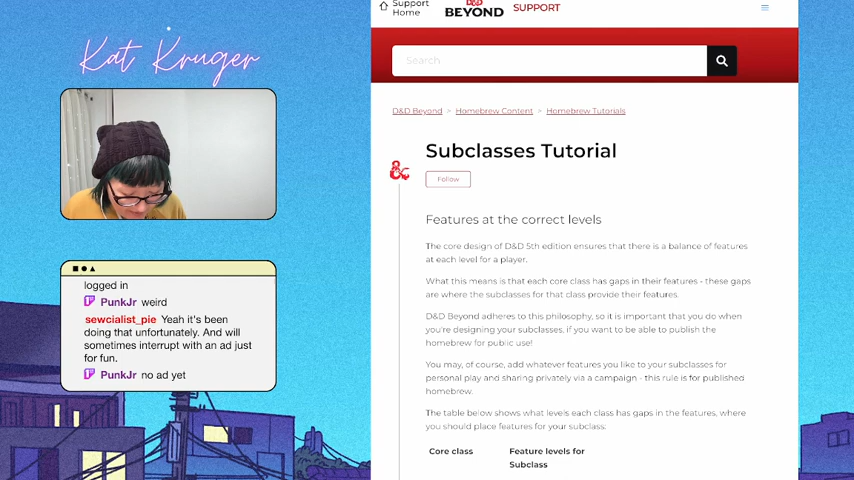 Kat Kruger
logged in
PunkJr weird
sewcialist_pie Yeah it's been
doing that unfortunately. And will
sometimes interrupt with an ad just
for fun.
PunkJr no ad yet
Support
Home
D&D
BEYOND
SUPPORT
Search
D&D Beyond > Homebrew Content > Homebrew Tutorials
Subclasses Tutorial
Follow
Features at the correct levels
The core design of D&D 5th edition ensures that there is a balance of features
at each level for a player.
What this means is that each core class has gaps in their features - these gaps
are where the subclasses for that class provide their features.
D&D Beyond adheres to this philosophy, so it is important that you do when
you're designing your subclasses, if you want to be able to publish the
homebrew for public use!
You may, of course, add whatever features you like to your subclasses for
personal play and sharing privately via a campaign - this rule is for published
homebrew.
The table below shows what levels each class has gaps in the features, where
you should place features for your subclass:
Core class
Feature levels for
Subclass